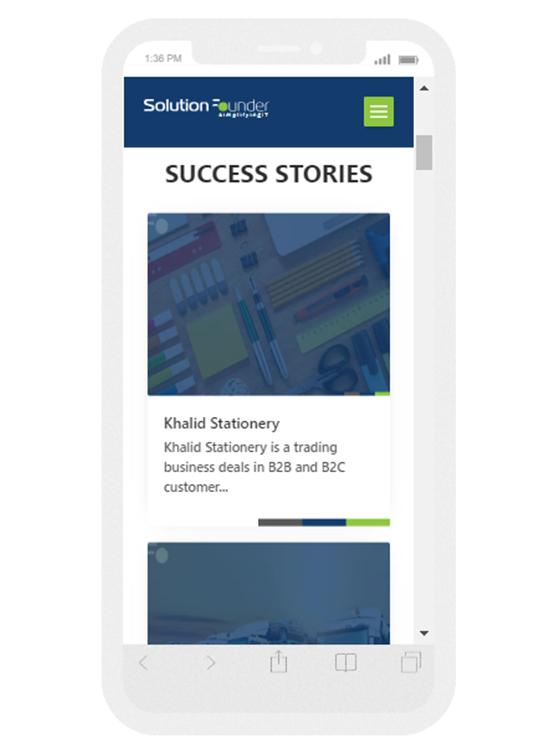 1:36 PM
Solution Founder
SimplifyingIT
SUCCESS STORIES
Khalid Stationery
Khalid Stationery is a trading
business deals in B2B and B2C
customer...